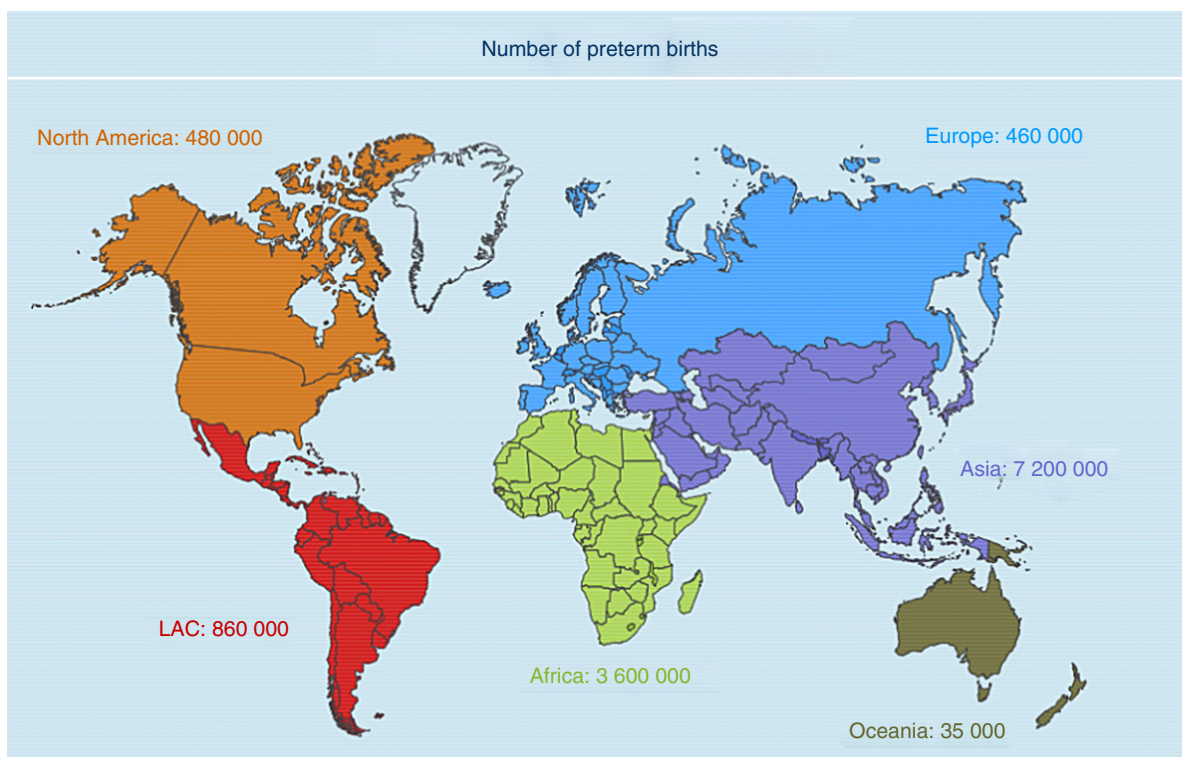 Number of preterm births
North America: 480 000
Europe: 460 000
Asia: 7 200 000
LAC: 860 000
Africa: 3 600 000
Oceania: 35 000